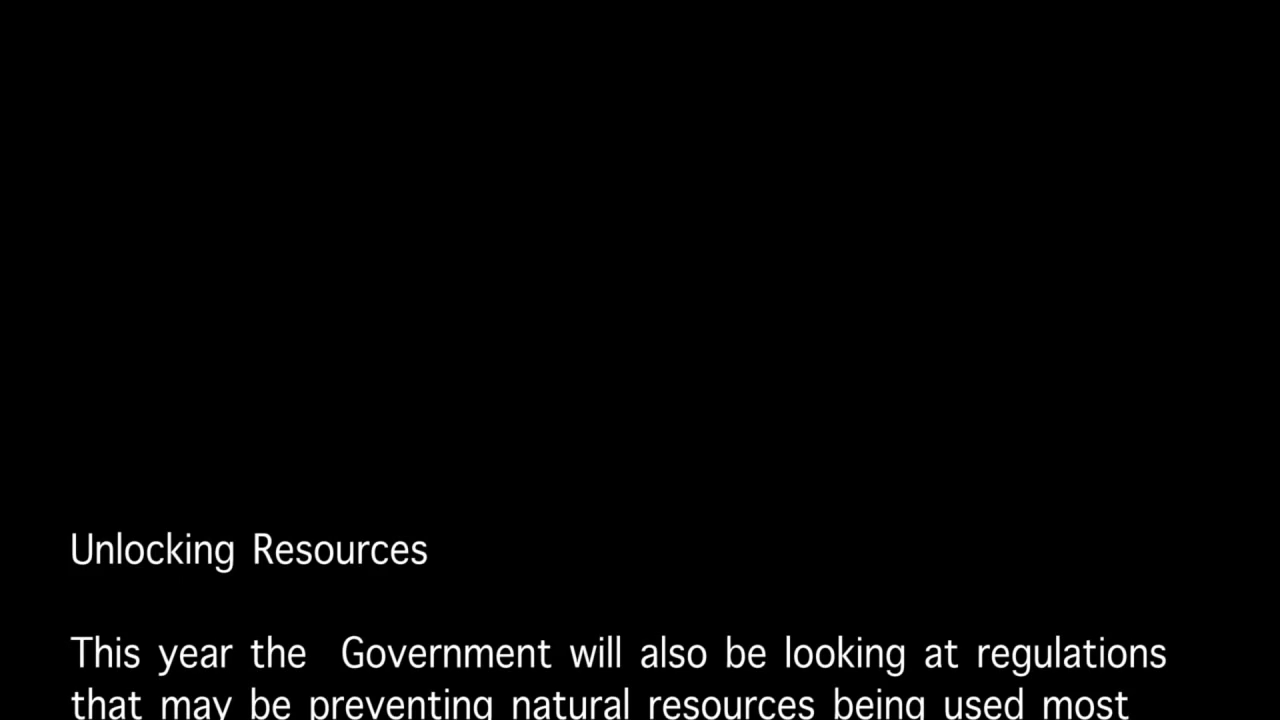 Unlocking Resources
This year the  Government will also be looking at regulations
that may be preventing natural resources being used most